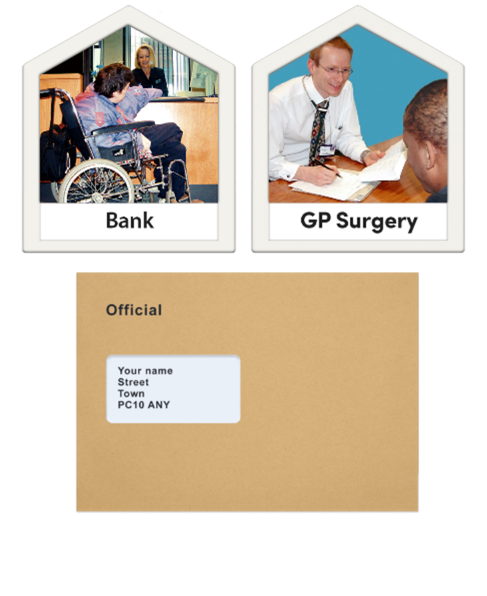 Bank
GP Surgery
Official
Your name
Street
Town
PC10 ANY